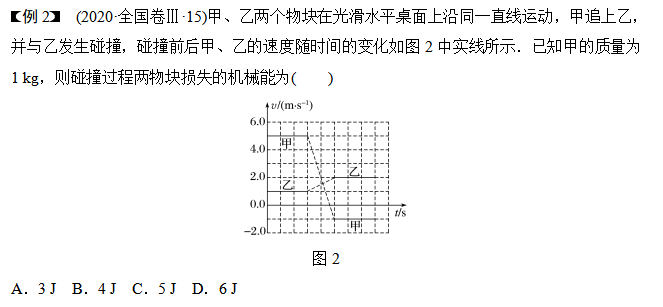 【例2】 (2020·全国卷Ⅲ·15)甲、乙两个物块在光滑水平桌面上沿同一直线运动，甲追上乙，
并与乙发生碰撞，碰撞前后甲、乙的速度随时间的变化如图2中实线所示．已知甲的质量为
1 kg，则碰撞过程两物块损失的机械能为(　　)
v/(m·s⁻¹)
6.0
甲
4.0
2.0
乙
乙
0.0
t/s
甲
−2.0
图2
A．3 J B．4 J C．5 J D．6 J